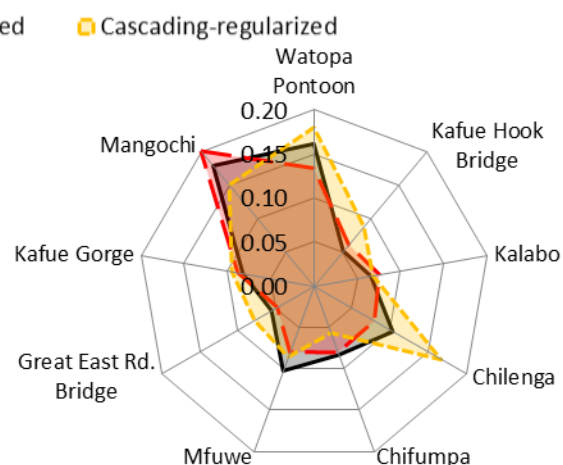 ed
Cascading-regularized
Watopa
Pontoon
0.20
Kafue Hook
Bridge
Mangochi
0.15
0.10
Kafue Gorge
Kalabo
0.05
0.00
Great East Rd.
Bridge
Chilenga
Mfuwe
Chifumpa